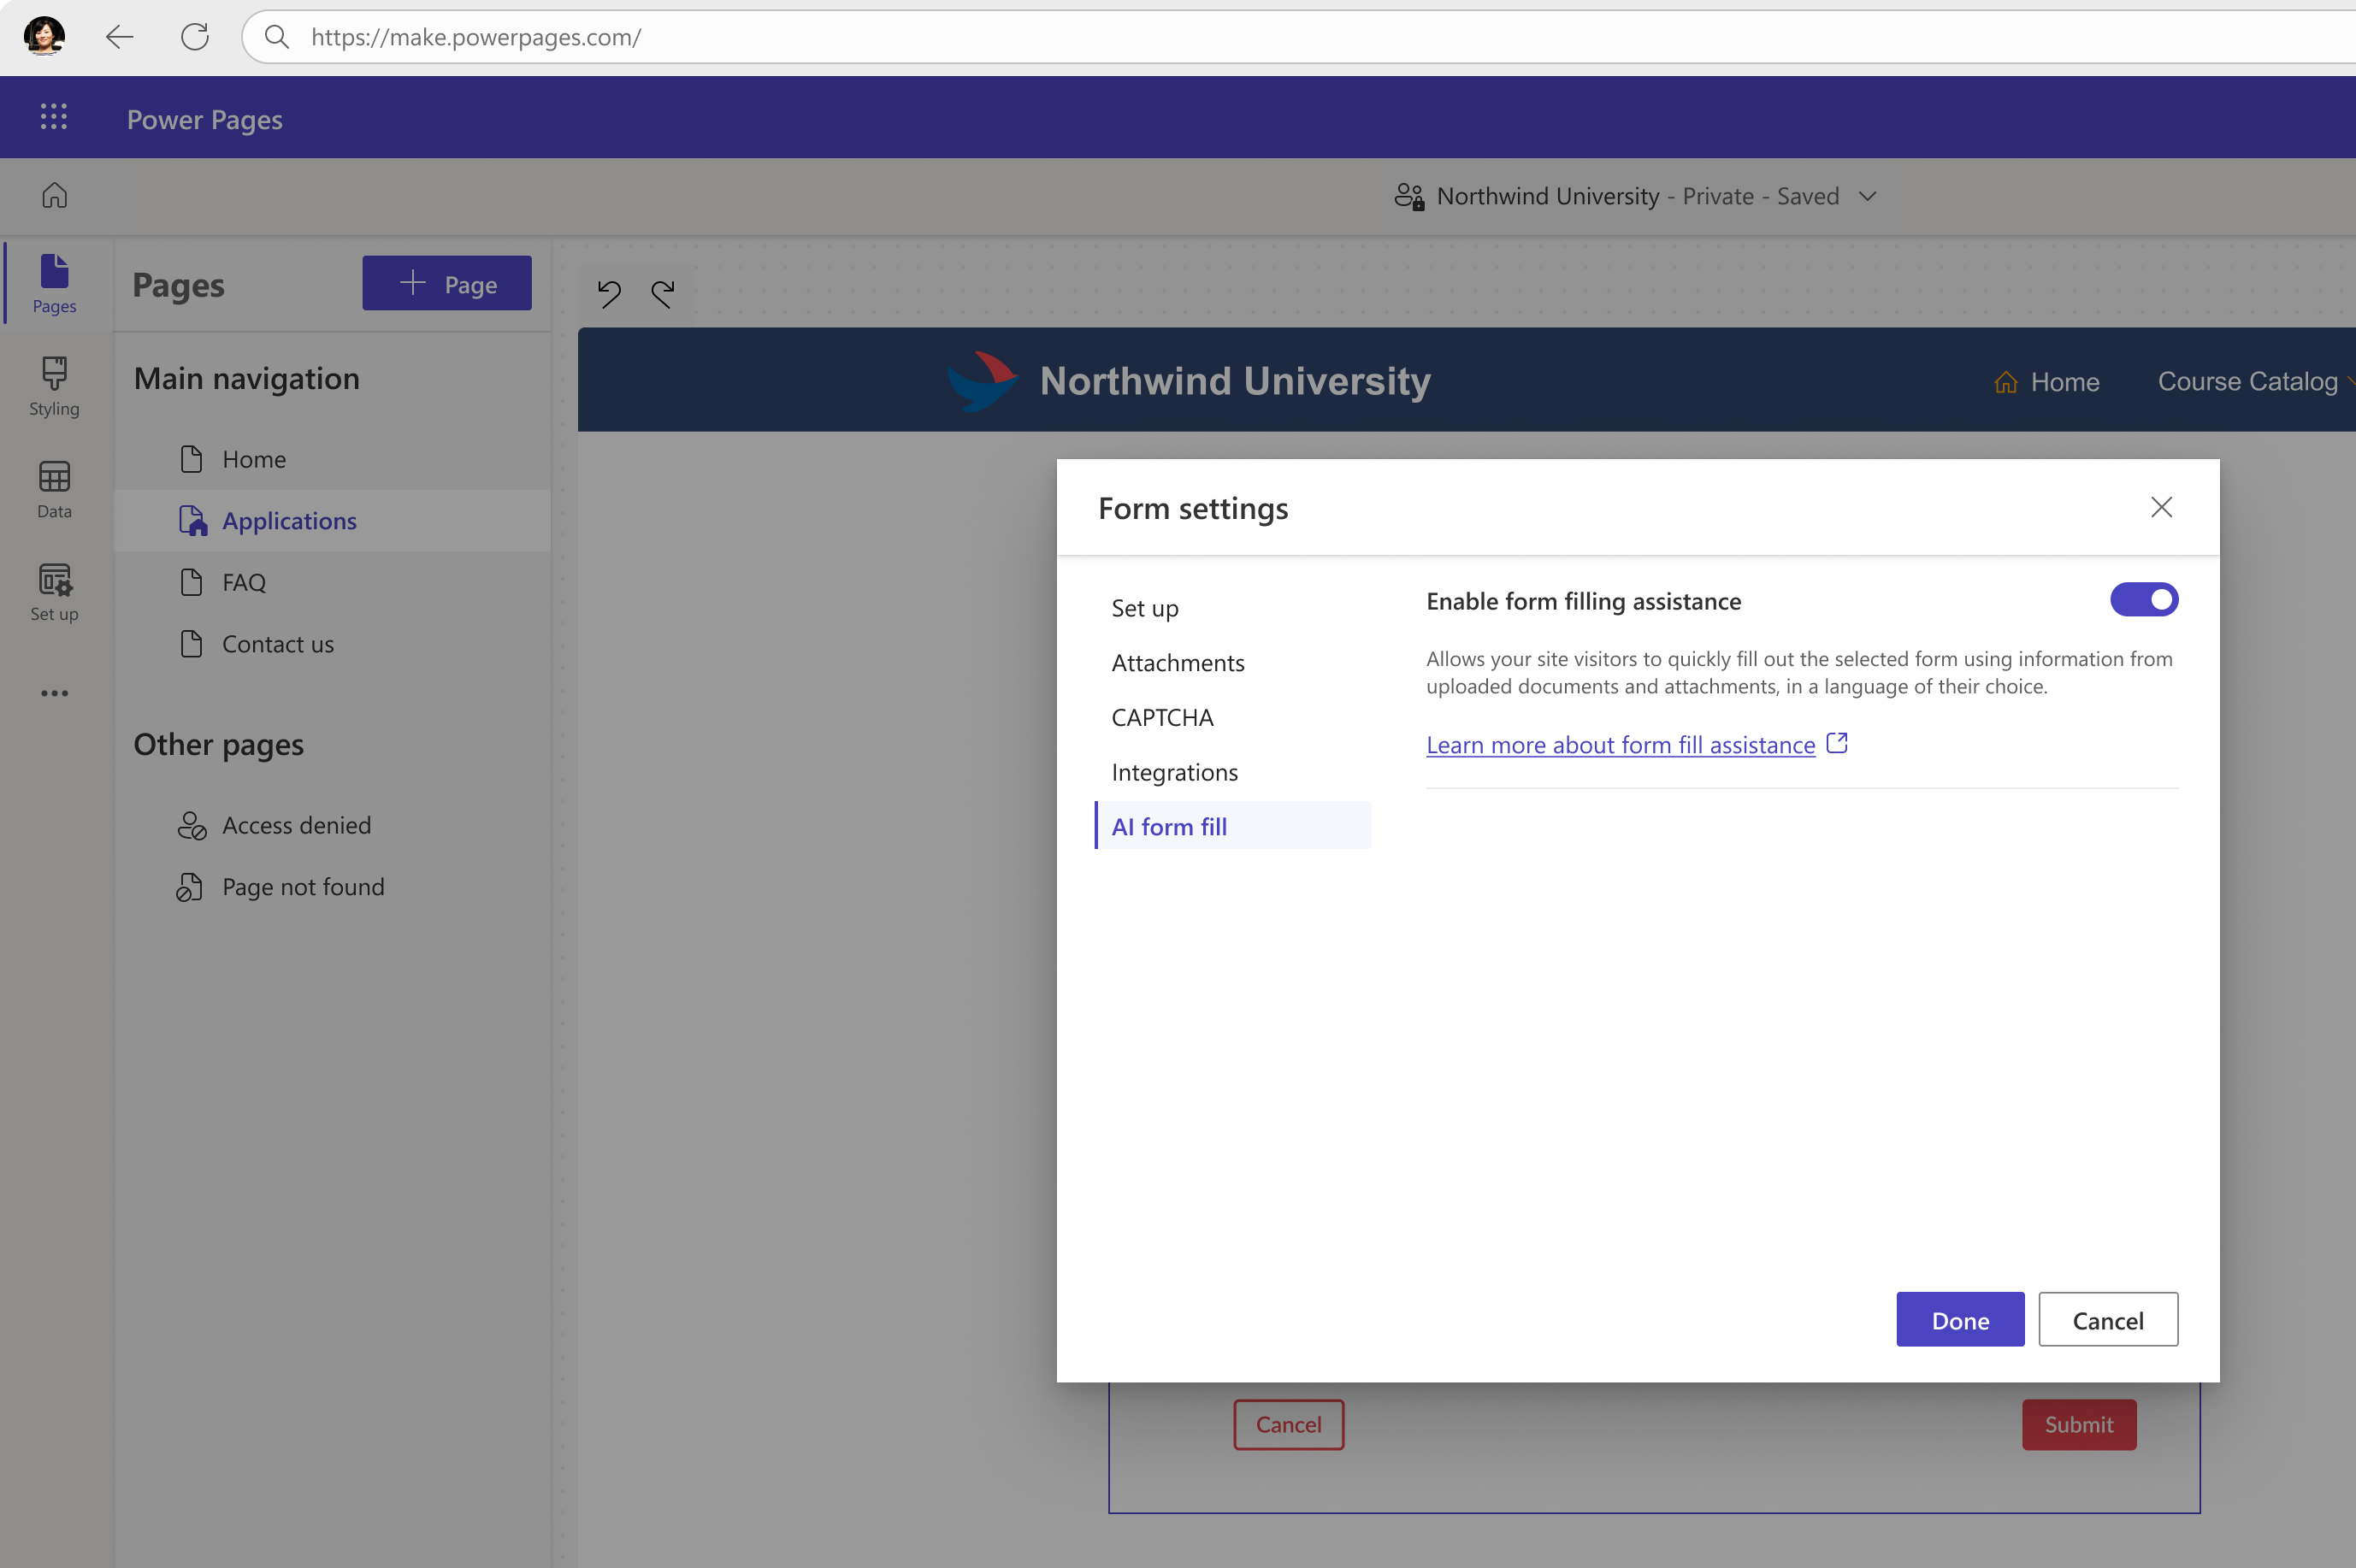 https://make.powerpages.com/
Power Pages
Northwind University - Private - Saved
Pages
Styling
Data
Set up
Pages
Page
Main navigation
Home
Applications
FAQ
Contact us
Other pages
Access denied
Page not found
Northwind University
Home
Course Catalog
Form settings
Set up
Attachments
CAPTCHA
Integrations
AI form fill
Enable form filling assistance
Allows your site visitors to quickly fill out the selected form using information from
uploaded documents and attachments, in a language of their choice.
Learn more about form fill assistance
Done
Cancel
Cancel
Submit